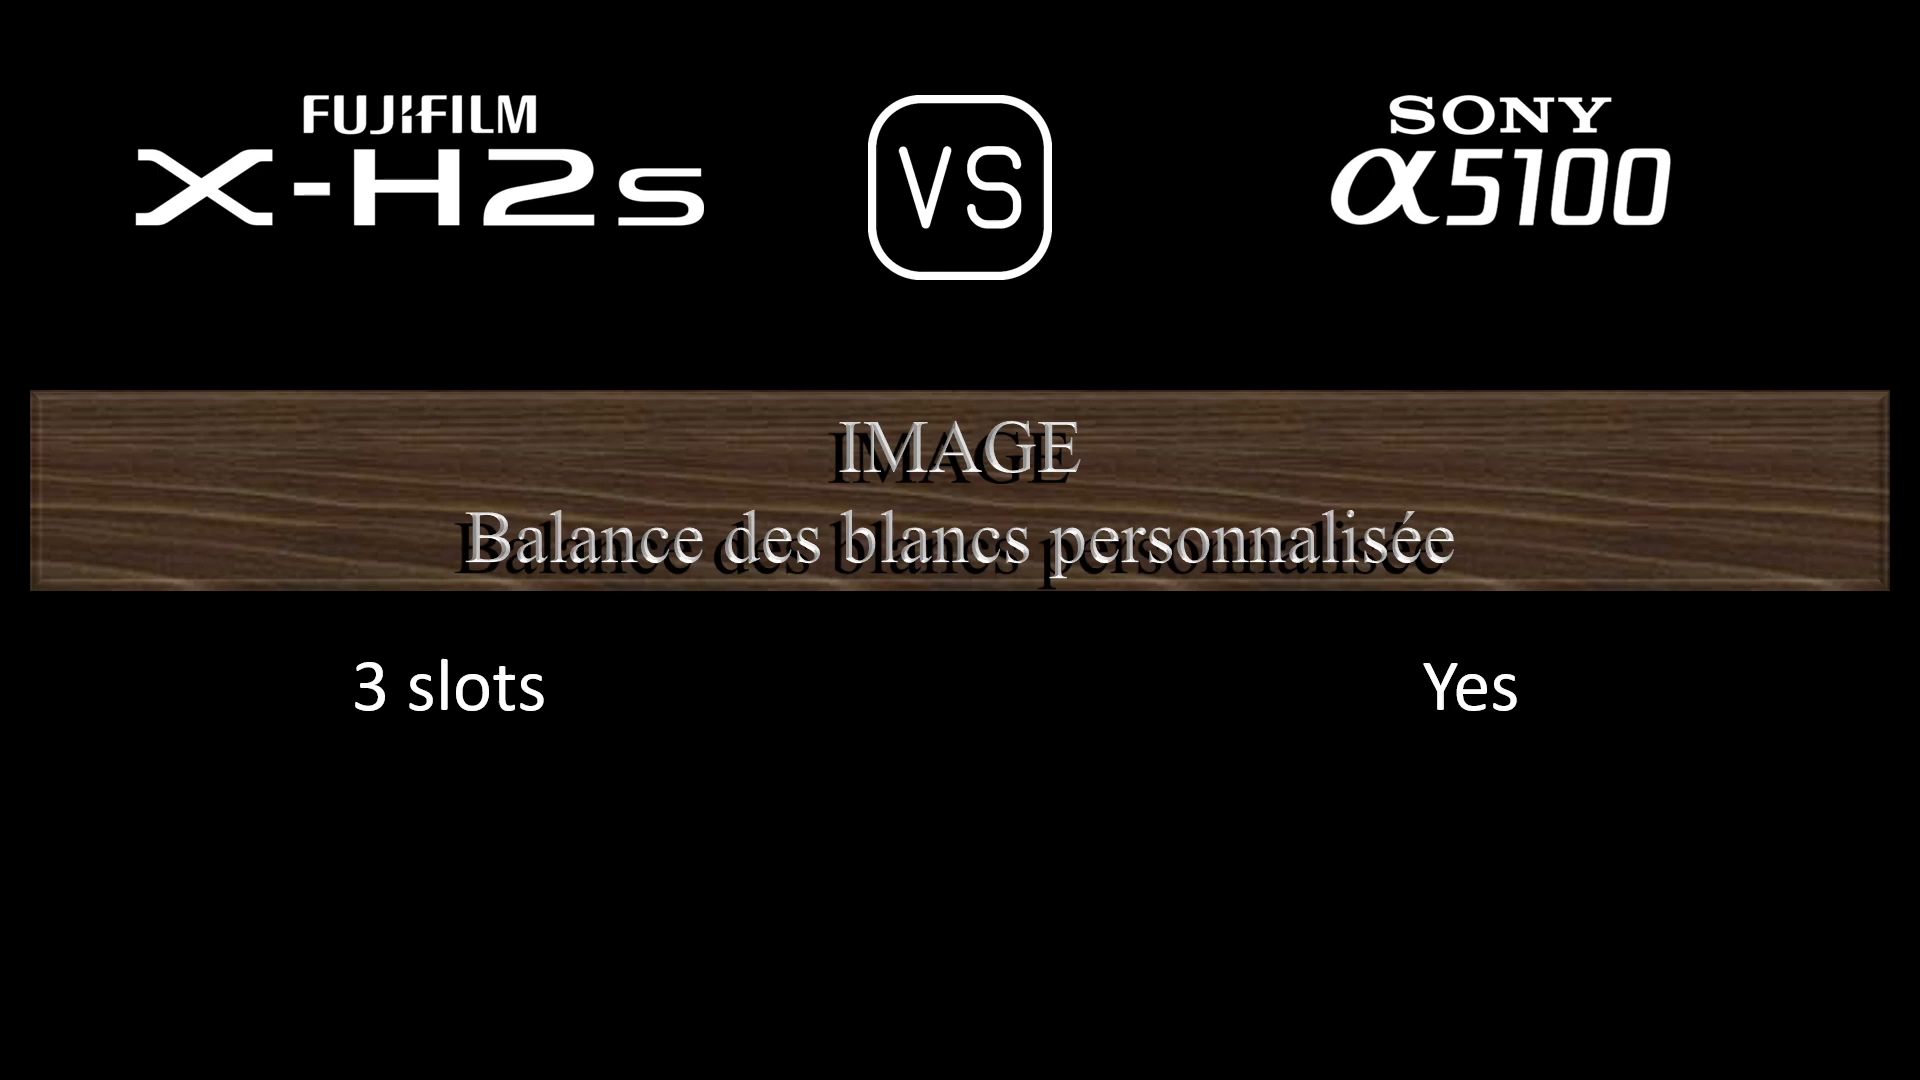 FUJIFILM
X-H2s
VS
SONY
α5100
IMAGE
Balance des blancs personnalisée
3 slots
Yes